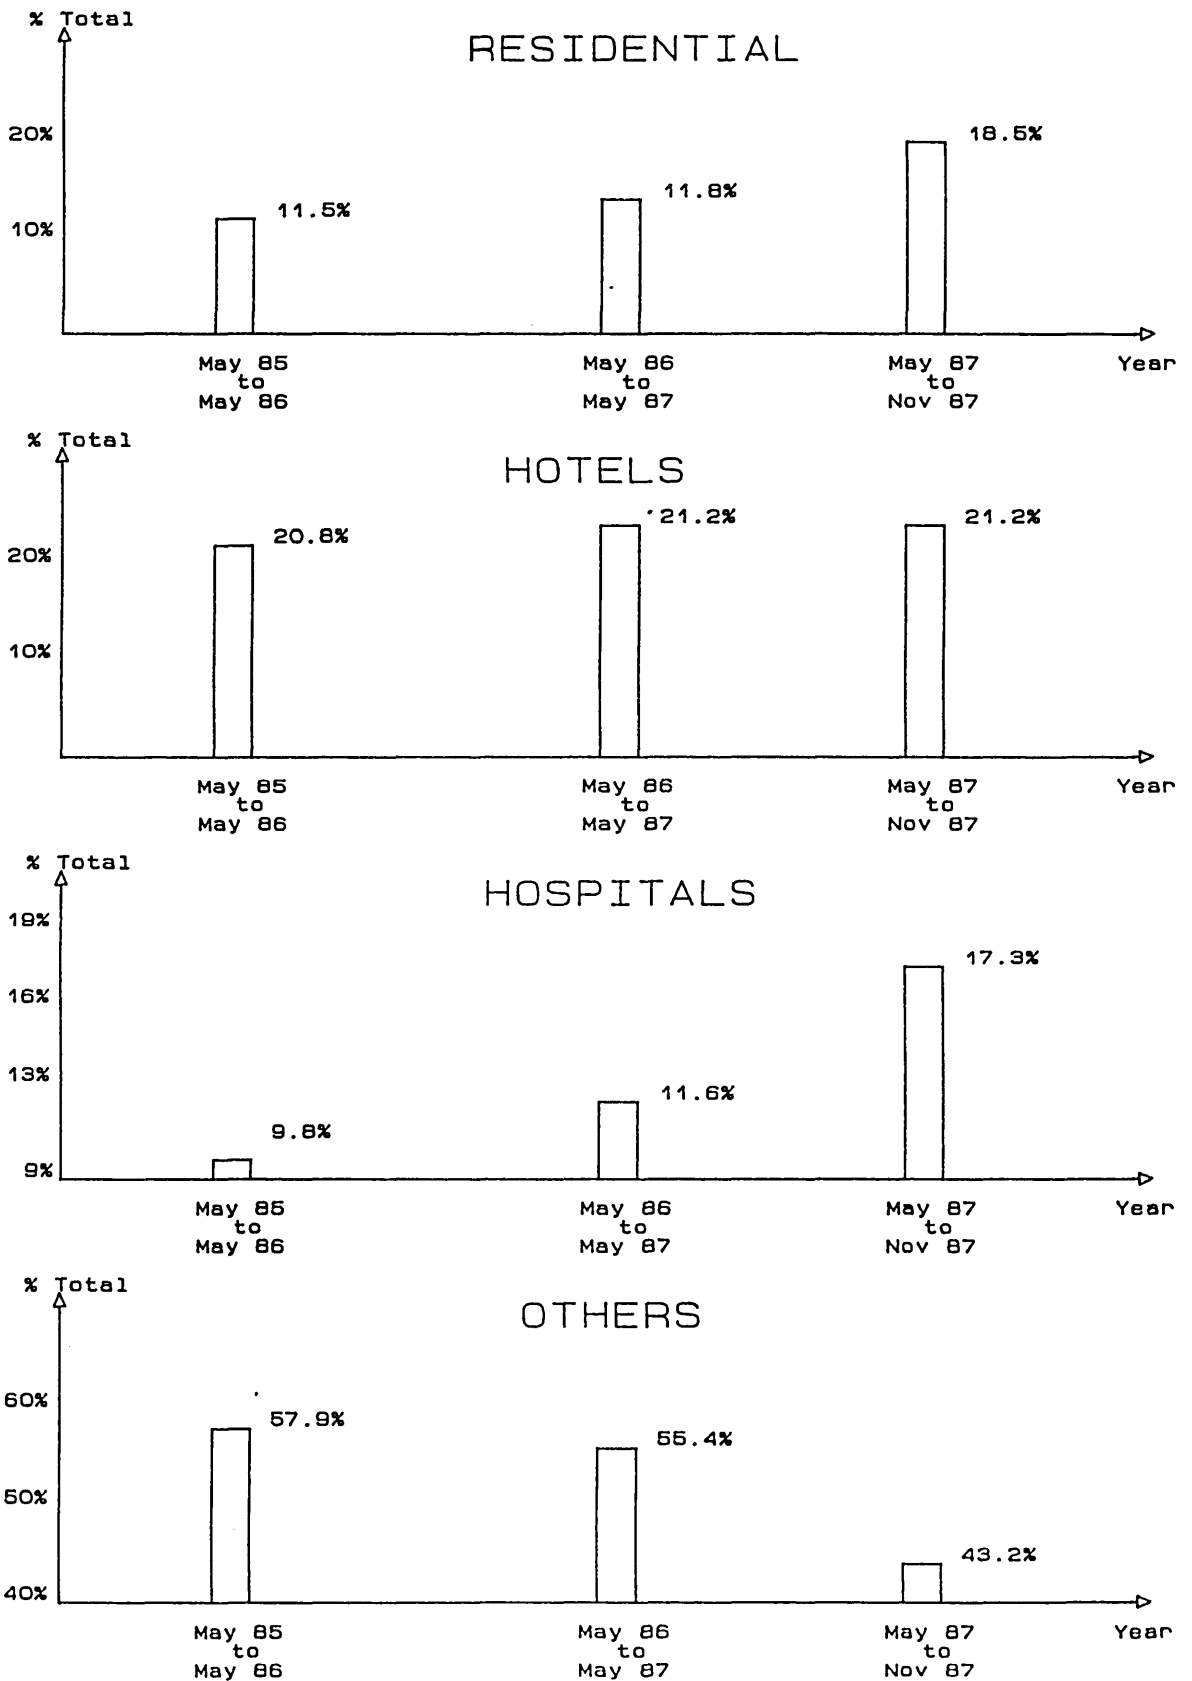 % Total
RESIDENTIAL
20%
18.5%
11.8%
11.5%
10%
May 85 May 86 May 87 Year
to to to
May 86 May 87 Nov 87
% Total
HOTELS
21.2% 21.2%
20.8%
20%
10%
May 85 May 86 May 87 Year
to to to
May 86 May 87 Nov 87
% Total
HOSPITALS
19%
17.3%
16%
13%
11.6%
9.8%
9%
May 85 May 86 May 87 Year
to to to
May 86 May 87 Nov 87
% Total
OTHERS
60%
57.9%
55.4%
50%
43.2%
40%
May 85 May 86 May 87 Year
to to to
May 86 May 87 Nov 87